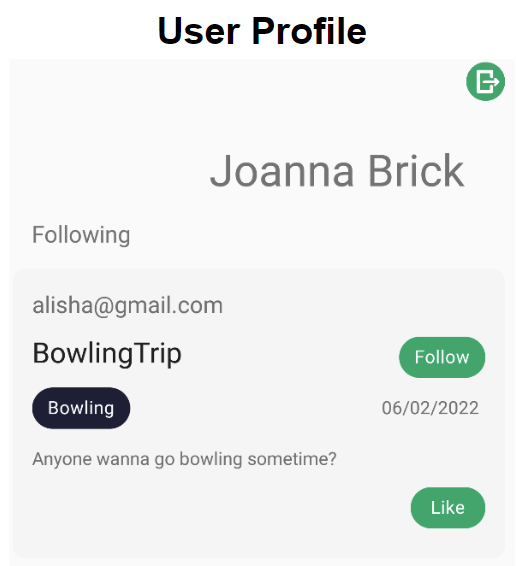 User Profile
Joanna Brick
Following
alisha@gmail.com
BowlingTrip
Follow
Bowling
06/02/2022
Anyone wanna go bowling sometime?
Like